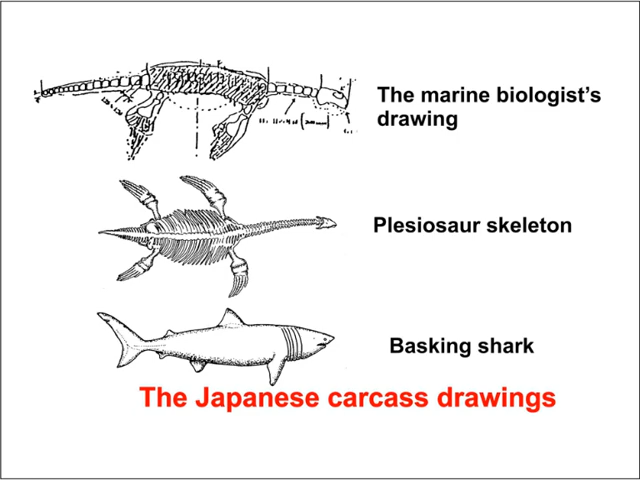 The marine biologist's
drawing
Plesiosaur skeleton
Basking shark
The Japanese carcass drawings